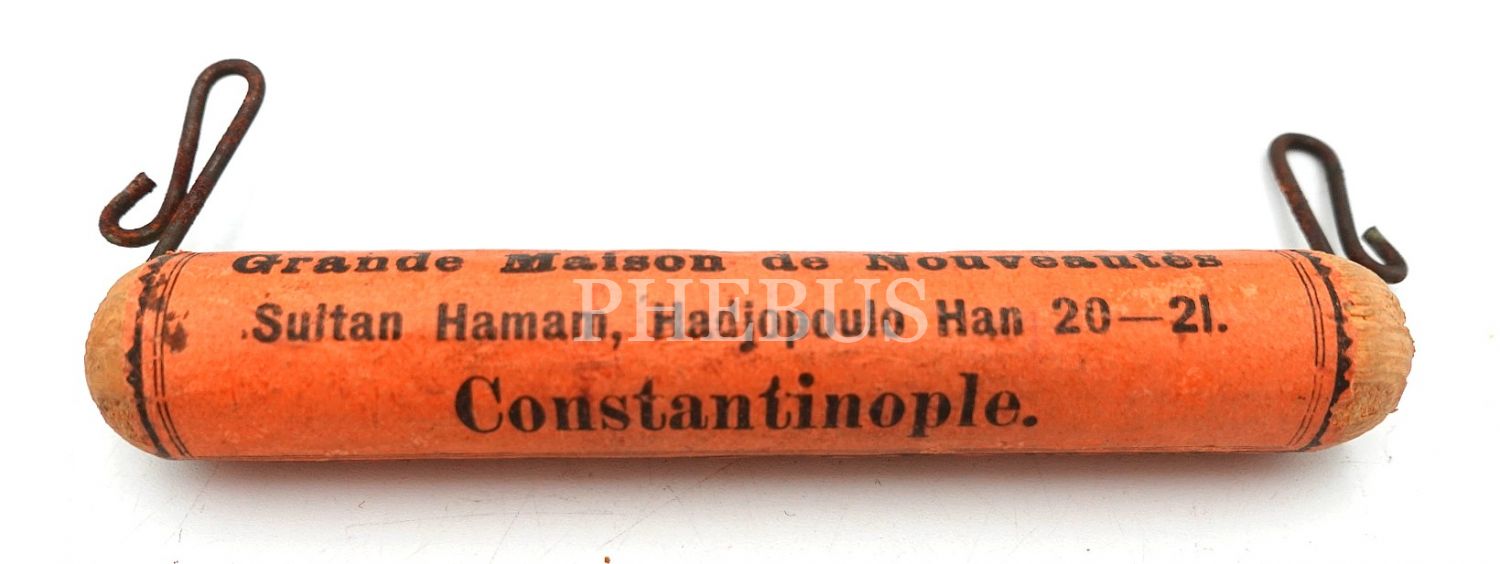 Grande Maison de Nouveautés
Sultan Hamam, Hadjopoulo Han 20—21.
PHEBUS
Constantinople.